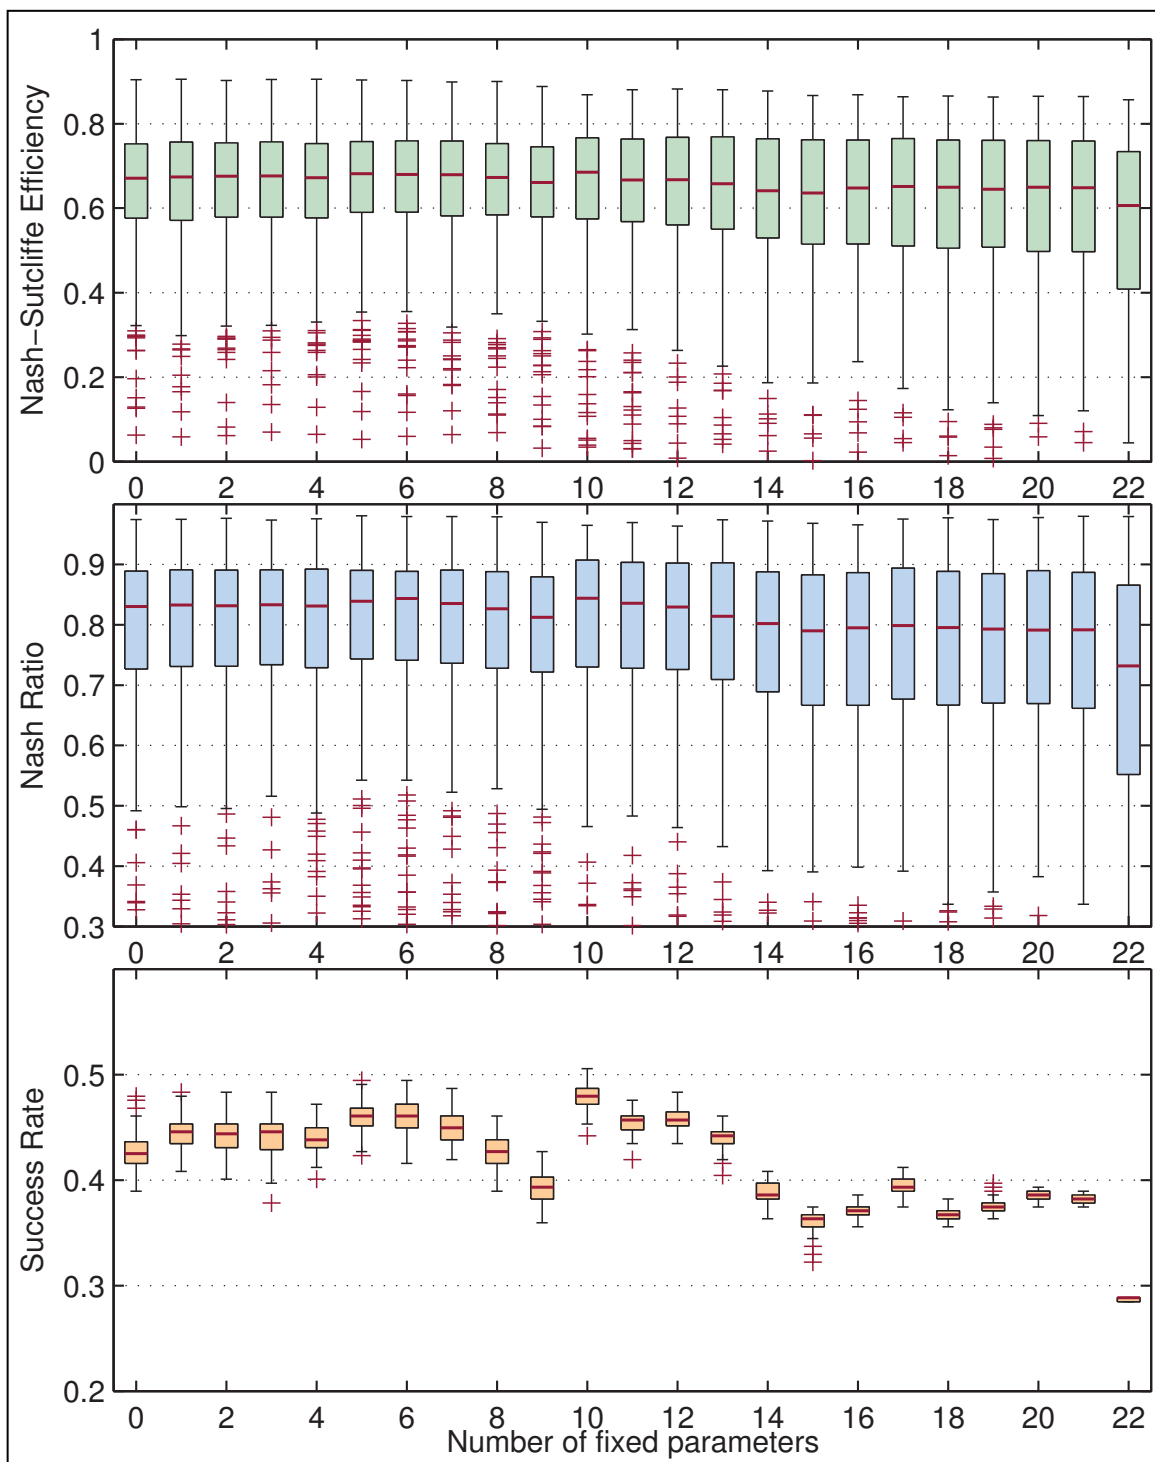 Nash−Sutcliffe Efficiency
1
0.8
0.6
0.4
0.2
0
0 2 4 6 8 10 12 14 16 18 20 22
Nash Ratio
0.9
0.8
0.7
0.6
0.5
0.4
0.3
0 2 4 6 8 10 12 14 16 18 20 22
Success Rate
0.5
0.4
0.3
0.2
0 2 4 6 8 10 12 14 16 18 20 22
Number of fixed parameters